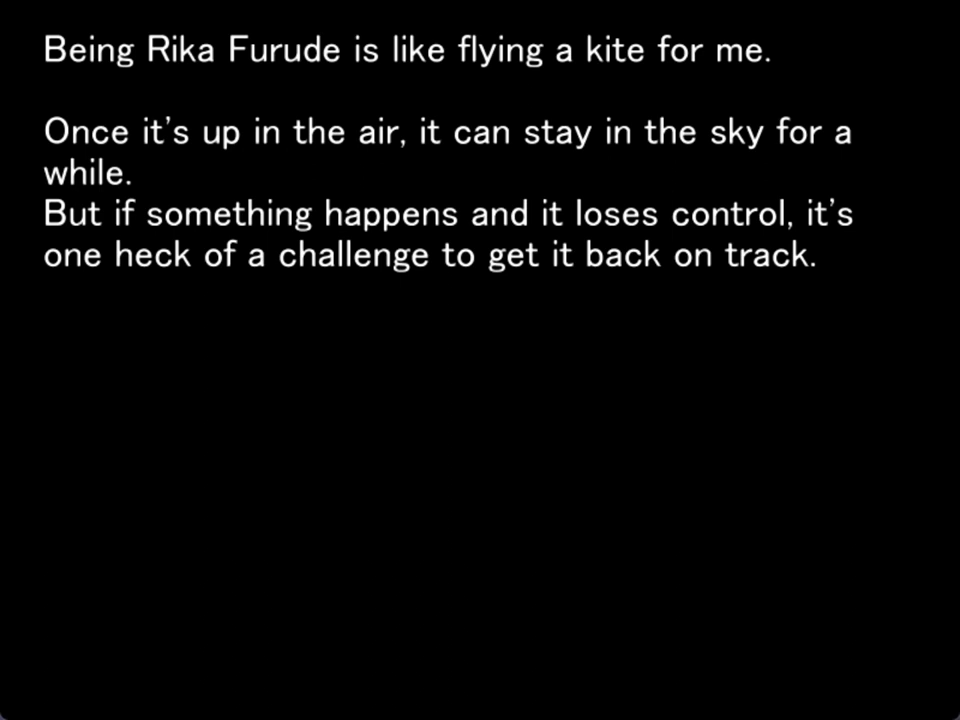 Being Rika Furude is like flying a kite for me.
Once it's up in the air, it can stay in the sky for a
while.
But if something happens and it loses control, it's
one heck of a challenge to get it back on track.